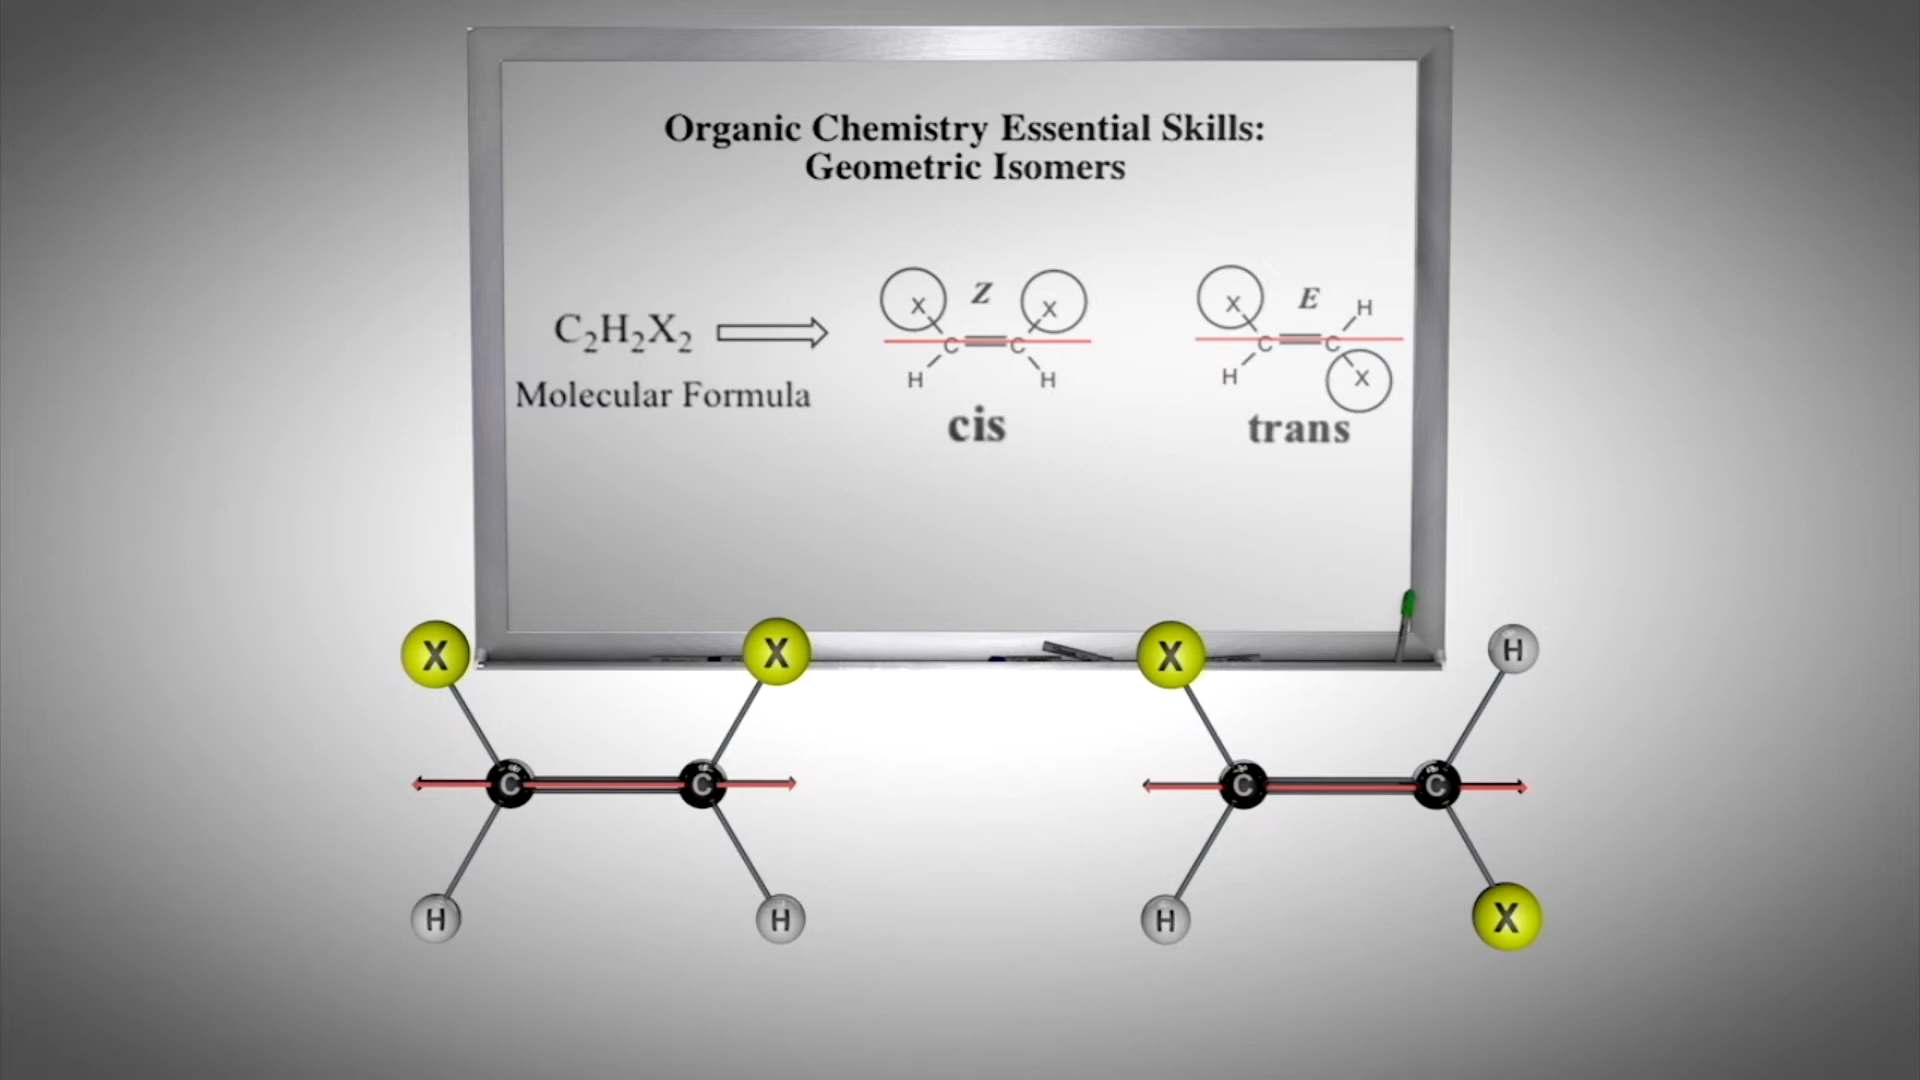 Organic Chemistry Essential Skills:
Geometric Isomers
C₂H₂X₂
Molecular Formula
X Z X
C C
H H
cis
X E H
C C
H X
trans
X X
C C
H H
X H
C C
H X